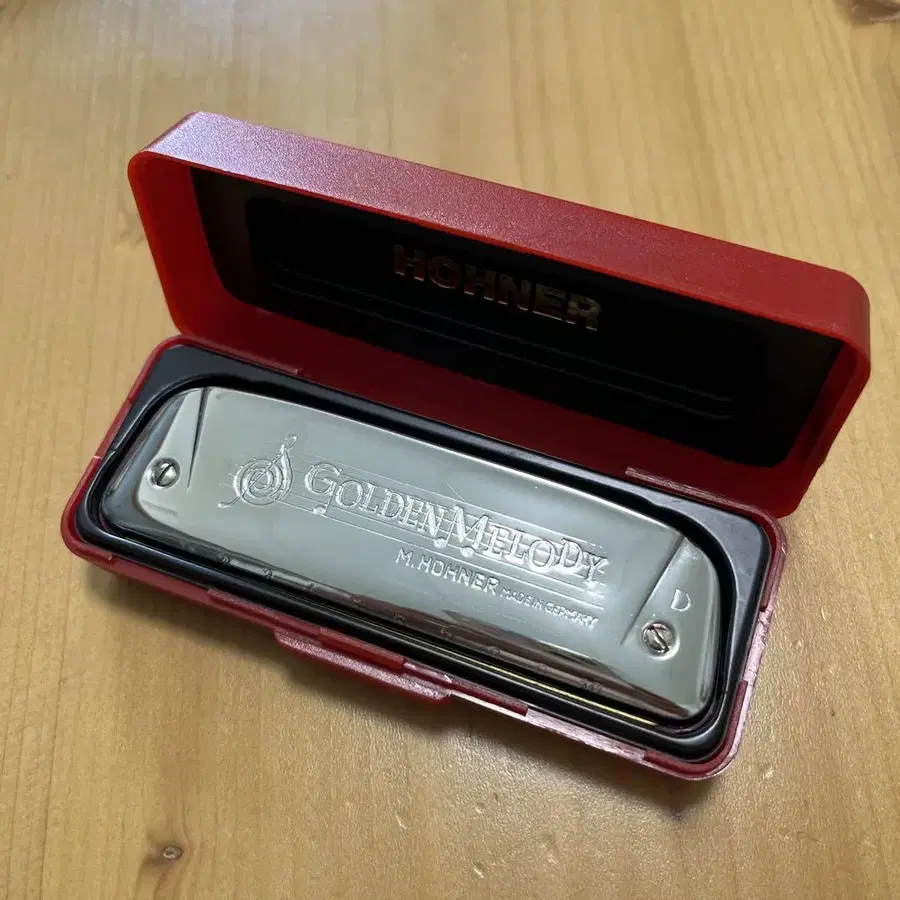 HOHNER
GOLDEN MELODY
M. HOHNER MADE IN GERMANY
D